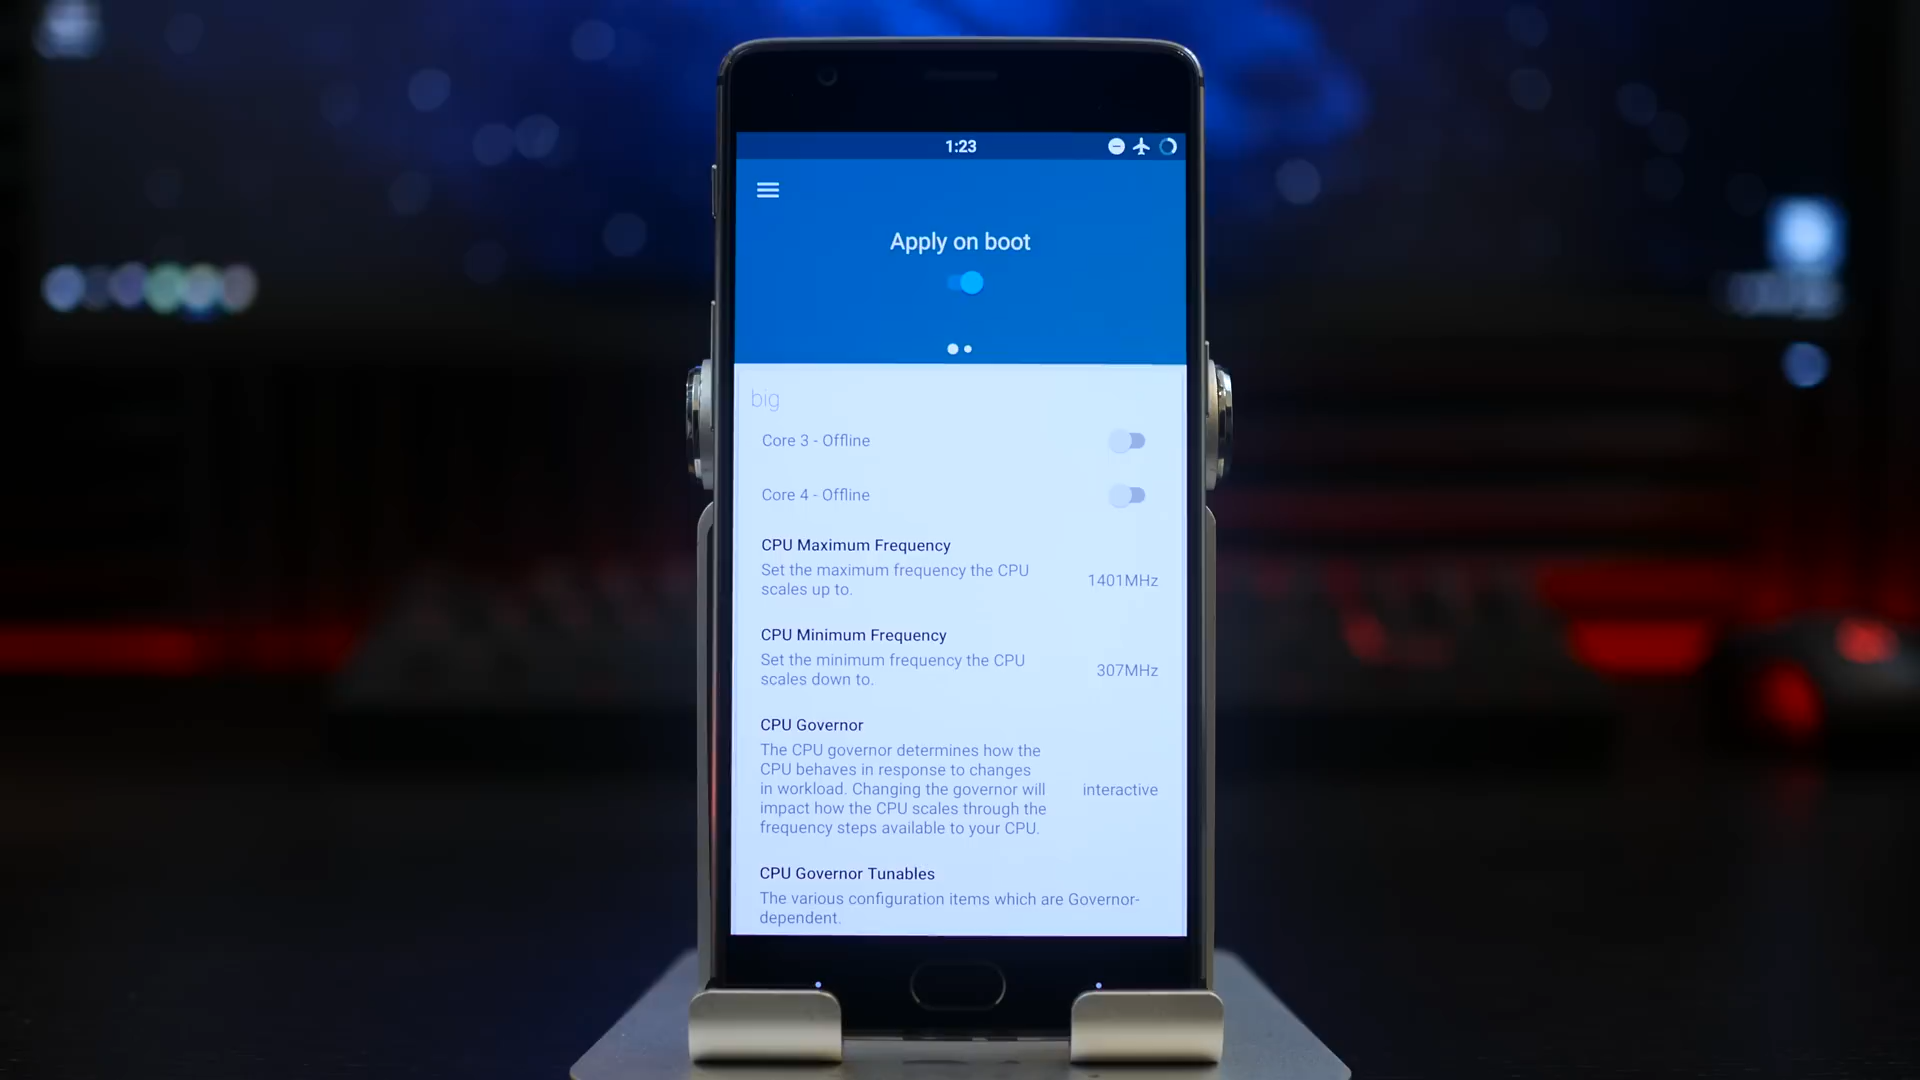 1:23
Apply on boot
big
Core 3 - Offline
Core 4 - Offline
CPU Maximum Frequency
Set the maximum frequency the CPU
scales up to.
1401MHz
CPU Minimum Frequency
Set the minimum frequency the CPU
scales down to.
307MHz
CPU Governor
The CPU governor determines how the
CPU behaves in response to changes
in workload. Changing the governor will
impact how the CPU scales through the
frequency steps available to your CPU.
interactive
CPU Governor Tunables
The various configuration items which are Governor-
dependent.